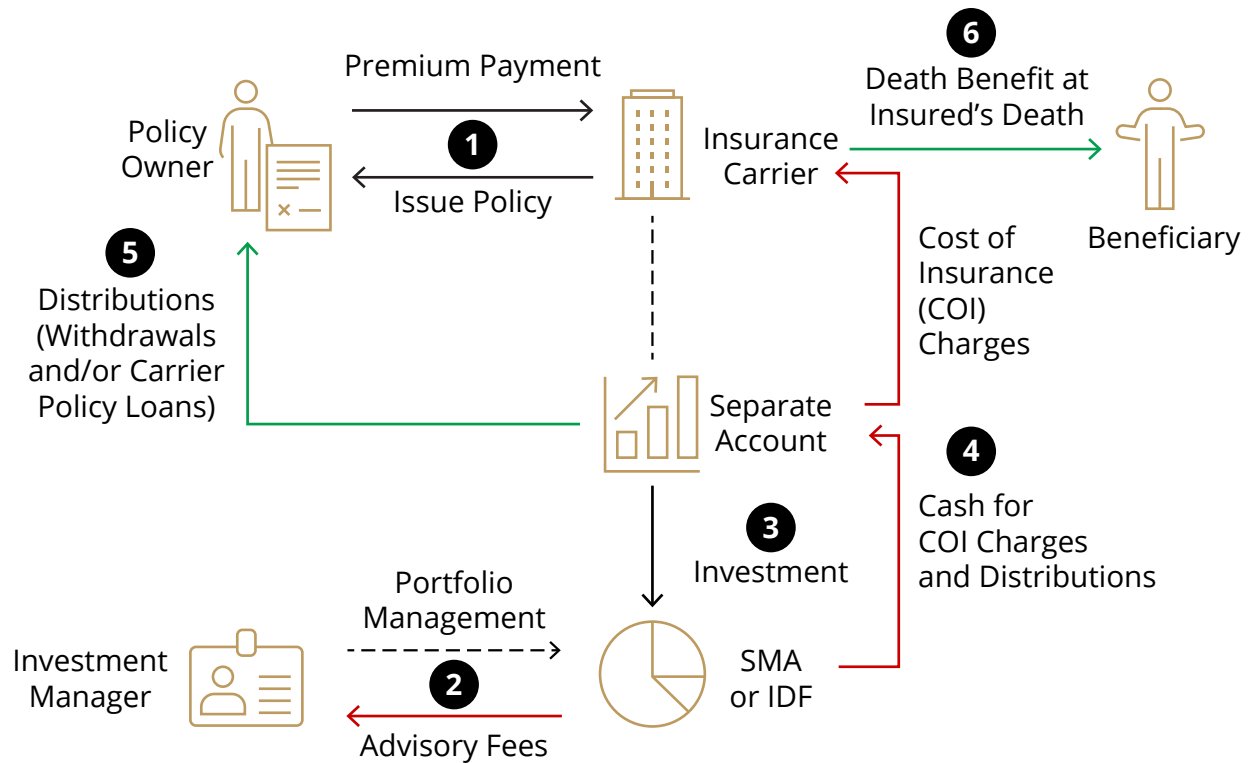 Premium Payment
1
Issue Policy
Policy
Owner
Insurance
Carrier
6
Death Benefit at
Insured's Death
Beneficiary
5
Distributions
(Withdrawals
and/or Carrier
Policy Loans)
Cost of
Insurance
(COI)
Charges
Separate
Account
4
Cash for
COI Charges
and Distributions
3
Investment
Portfolio
Management
2
Advisory Fees
Investment
Manager
SMA
or IDF